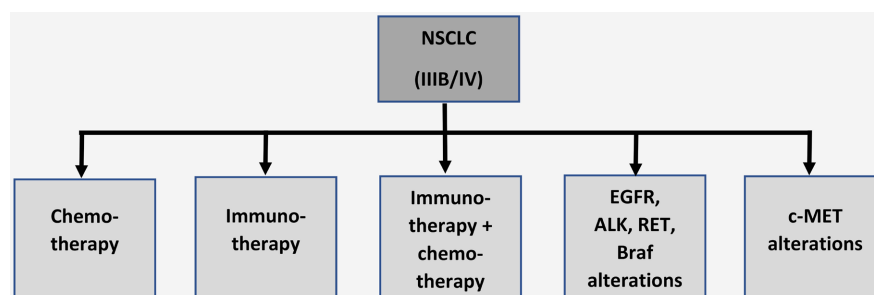 NSCLC
(IIIB/IV)
Chemo-
therapy
Immuno-
therapy
Immuno-
therapy +
chemo-
therapy
EGFR,
ALK, RET,
Braf
alterations
c-MET
alterations